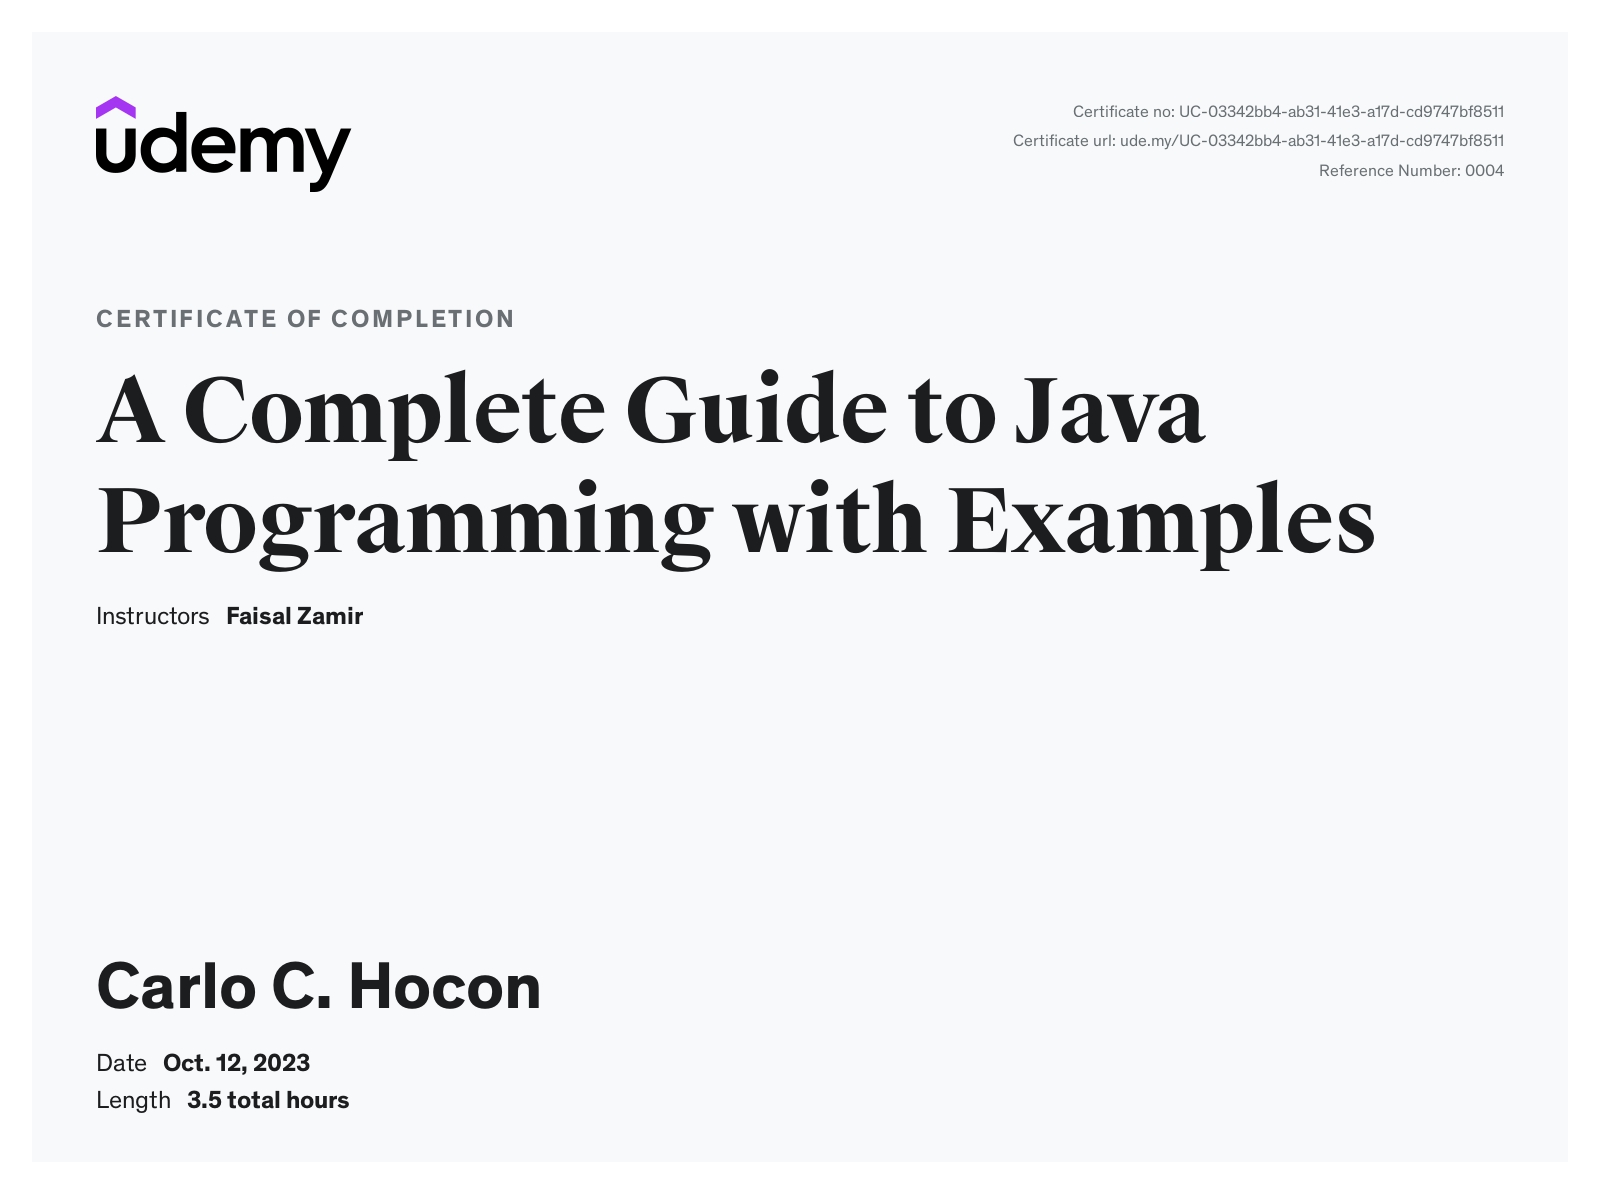 udemy
Certificate no: UC-03342bb4-ab31-41e3-a17d-cd9747bf8511
Certificate url: ude.my/UC-03342bb4-ab31-41e3-a17d-cd9747bf8511
Reference Number: 0004
CERTIFICATE OF COMPLETION
A Complete Guide to Java
Programming with Examples
Instructors Faisal Zamir
Carlo C. Hocon
Date Oct. 12, 2023
Length 3.5 total hours